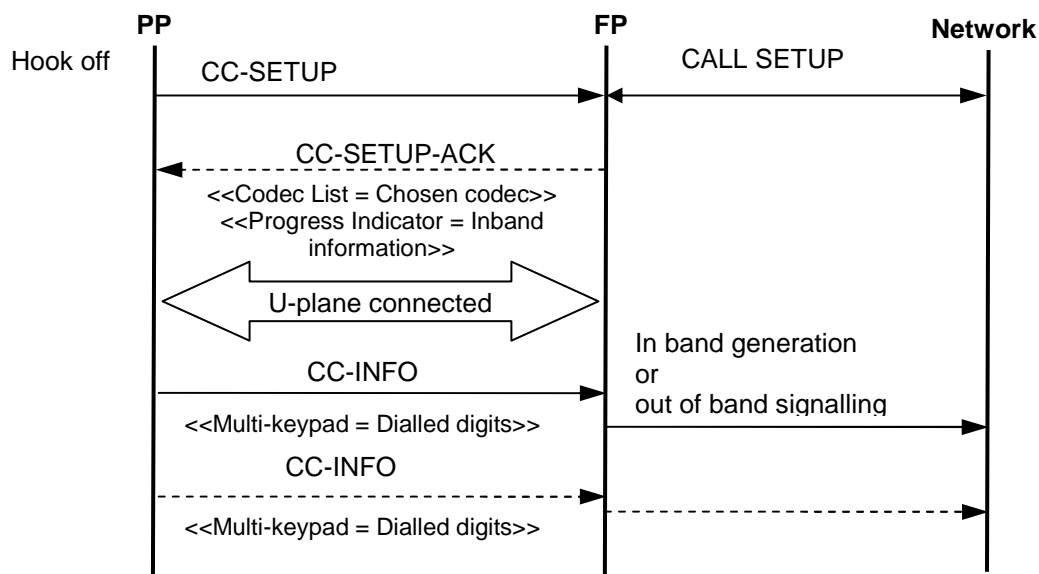 PP
FP
Network
Hook off
CC-SETUP
CALL SETUP
CC-SETUP-ACK
<<Codec List = Chosen codec>>
<<Progress Indicator = Inband
information>>
U-plane connected
In band generation
or
out of band signalling
CC-INFO
<<Multi-keypad = Dialled digits>>
CC-INFO
<<Multi-keypad = Dialled digits>>